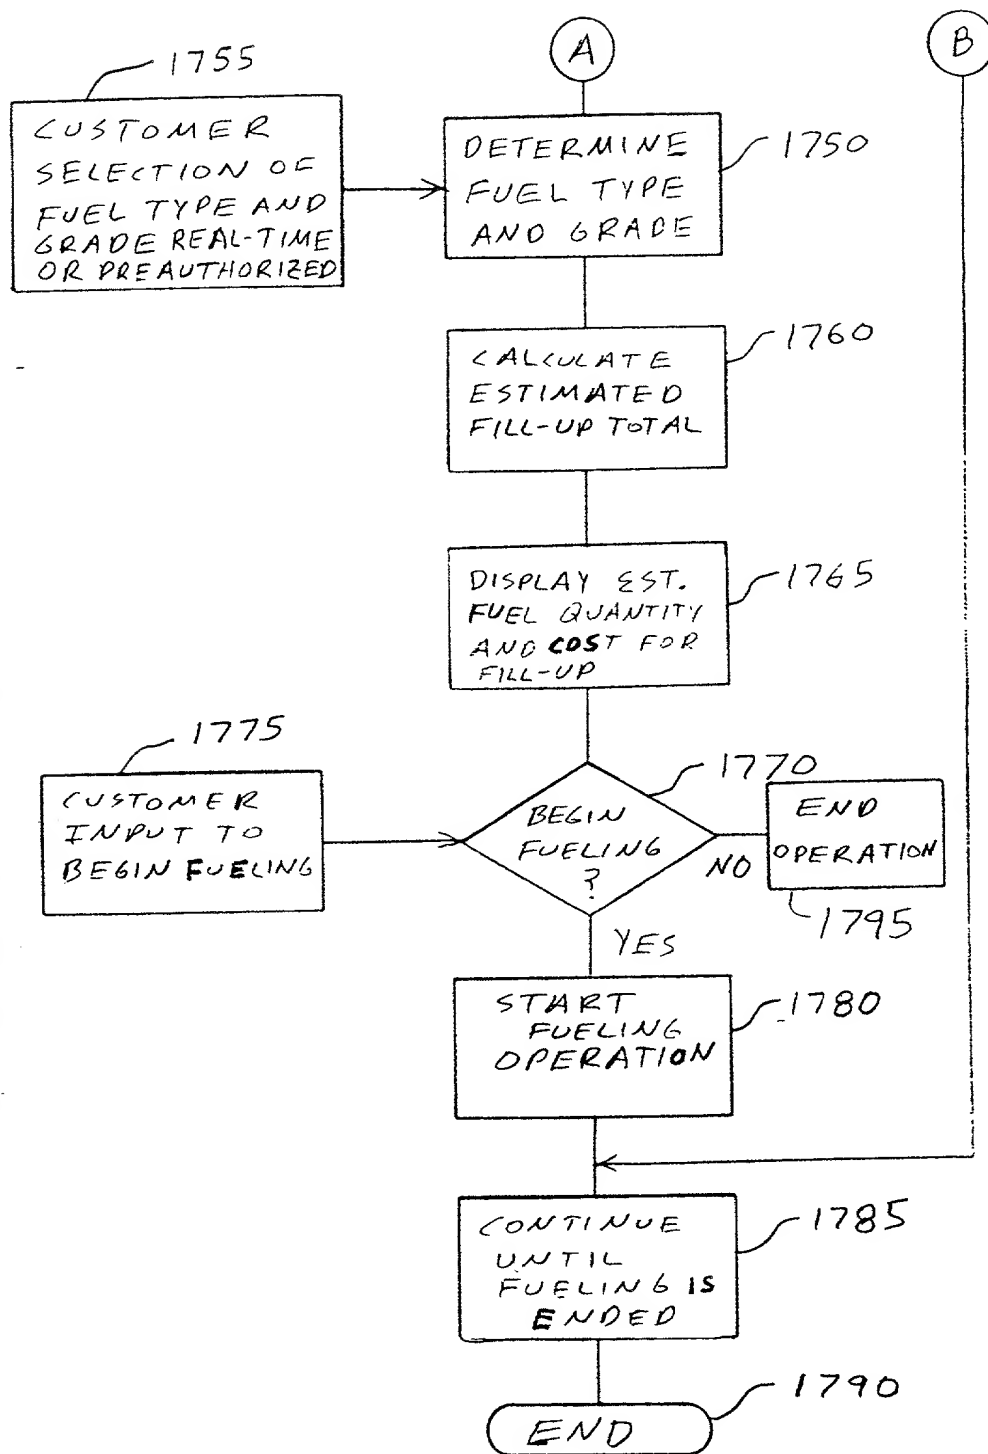 A
B
1755
CUSTOMER
SELECTION OF
FUEL TYPE AND
GRADE REAL-TIME
OR PREAUTHORIZED
1750
DETERMINE
FUEL TYPE
AND GRADE
1760
CALCULATE
ESTIMATED
FILL-UP TOTAL
1765
DISPLAY EST.
FUEL QUANTITY
AND COST FOR
FILL-UP
1775
CUSTOMER
INPUT TO
BEGIN FUELING
1770
BEGIN
FUELING
?
NO
END
OPERATION
1795
YES
1780
START
FUELING
OPERATION
1785
CONTINUE
UNTIL
FUELING IS
ENDED
1790
END